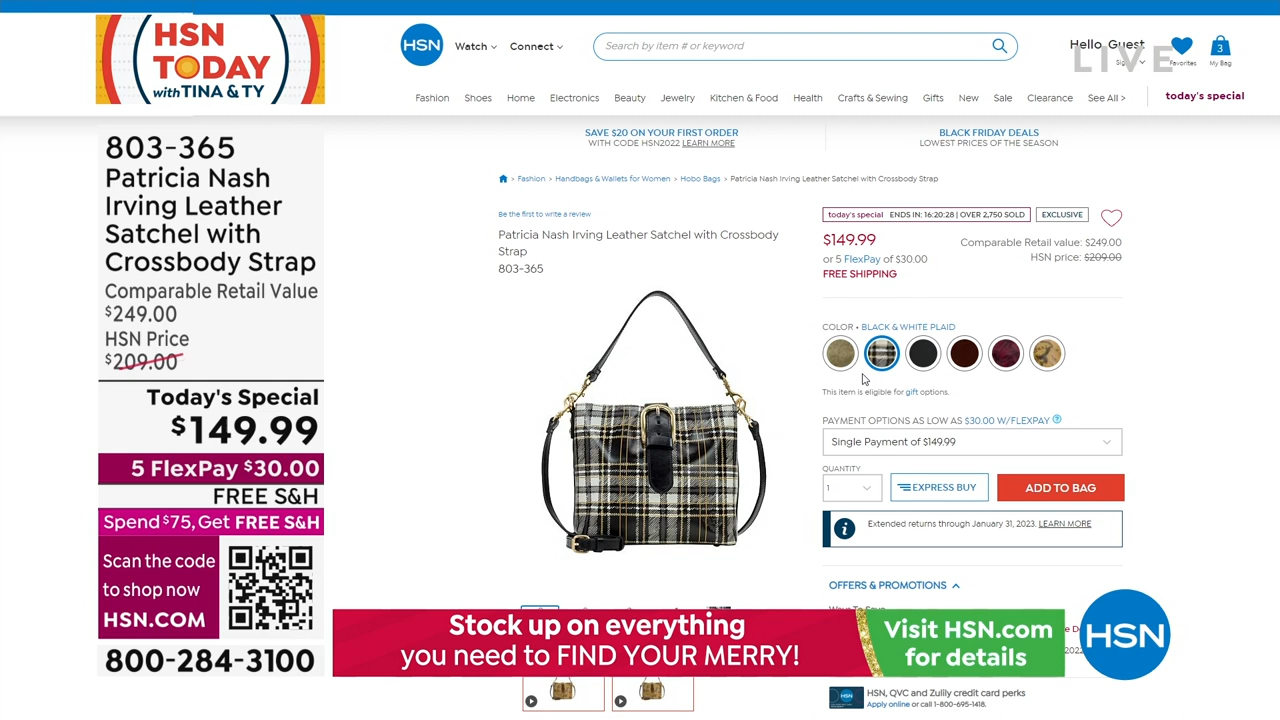 HSN
TODAY
with TINA & TY
803-365
Patricia Nash
Irving Leather
Satchel with
Crossbody Strap
Comparable Retail Value
$249.00
HSN Price
$209.00
Today's Special
$149.99
5 FlexPay $30.00
FREE S&H
Spend $75, Get FREE S&H
Scan the code
to shop now
HSN.COM
800-284-3100
HSN
Watch
Connect
Search by item # or keyword
Hello, Guest
LIVE
Favorites
3
My Bag
Fashion Shoes Home Electronics Beauty Jewelry Kitchen & Food Health Crafts & Sewing Gifts New Sale Clearance See All > today's special
SAVE $20 ON YOUR FIRST ORDER
WITH CODE HSN2022 LEARN MORE
BLACK FRIDAY DEALS
LOWEST PRICES OF THE SEASON
> Fashion > Handbags & Wallets for Women > Hobo Bags > Patricia Nash Irving Leather Satchel with Crossbody Strap
Be the first to write a review
Patricia Nash Irving Leather Satchel with Crossbody
Strap
803-365
today's special ENDS IN: 16:20:28 | OVER 2,750 SOLD
EXCLUSIVE
$149.99
Comparable Retail value: $249.00
or 5 FlexPay of $30.00
HSN price: $209.00
FREE SHIPPING
COLOR • BLACK & WHITE PLAID
This item is eligible for gift options.
PAYMENT OPTIONS AS LOW AS $30.00 W/FLEXPAY ?
Single Payment of $149.99
QUANTITY
1
EXPRESS BUY
ADD TO BAG
i
Extended returns through January 31, 2023. LEARN MORE
OFFERS & PROMOTIONS
Stock up on everything
you need to FIND YOUR MERRY!
Visit HSN.com
for details
HSN
HSN, QVC and Zulily credit card perks
Apply online or call 1-800-695-1418.